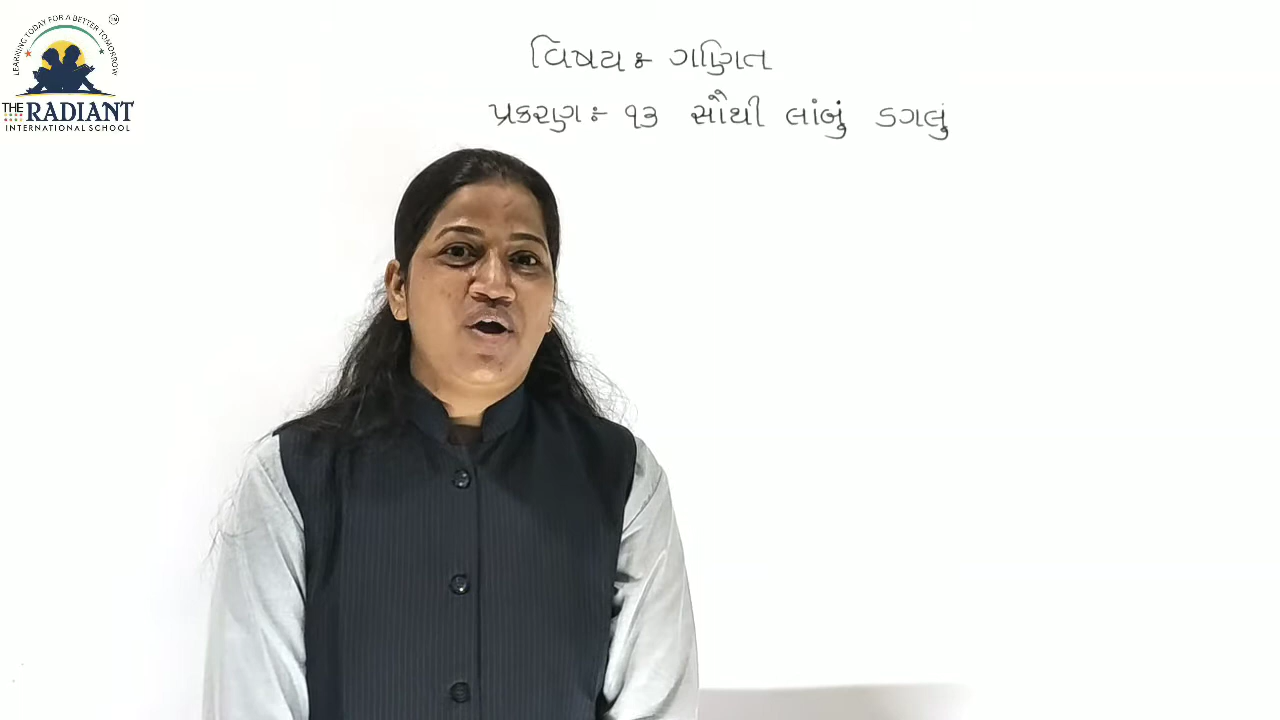 LEARNING TODAY FOR A BETTER TOMORROW
THE RADIANT
INTERNATIONAL SCHOOL
વિષય :- ગણિત
પ્રકરણ :- ૧૩ સૌથી લાંબું ડગલું